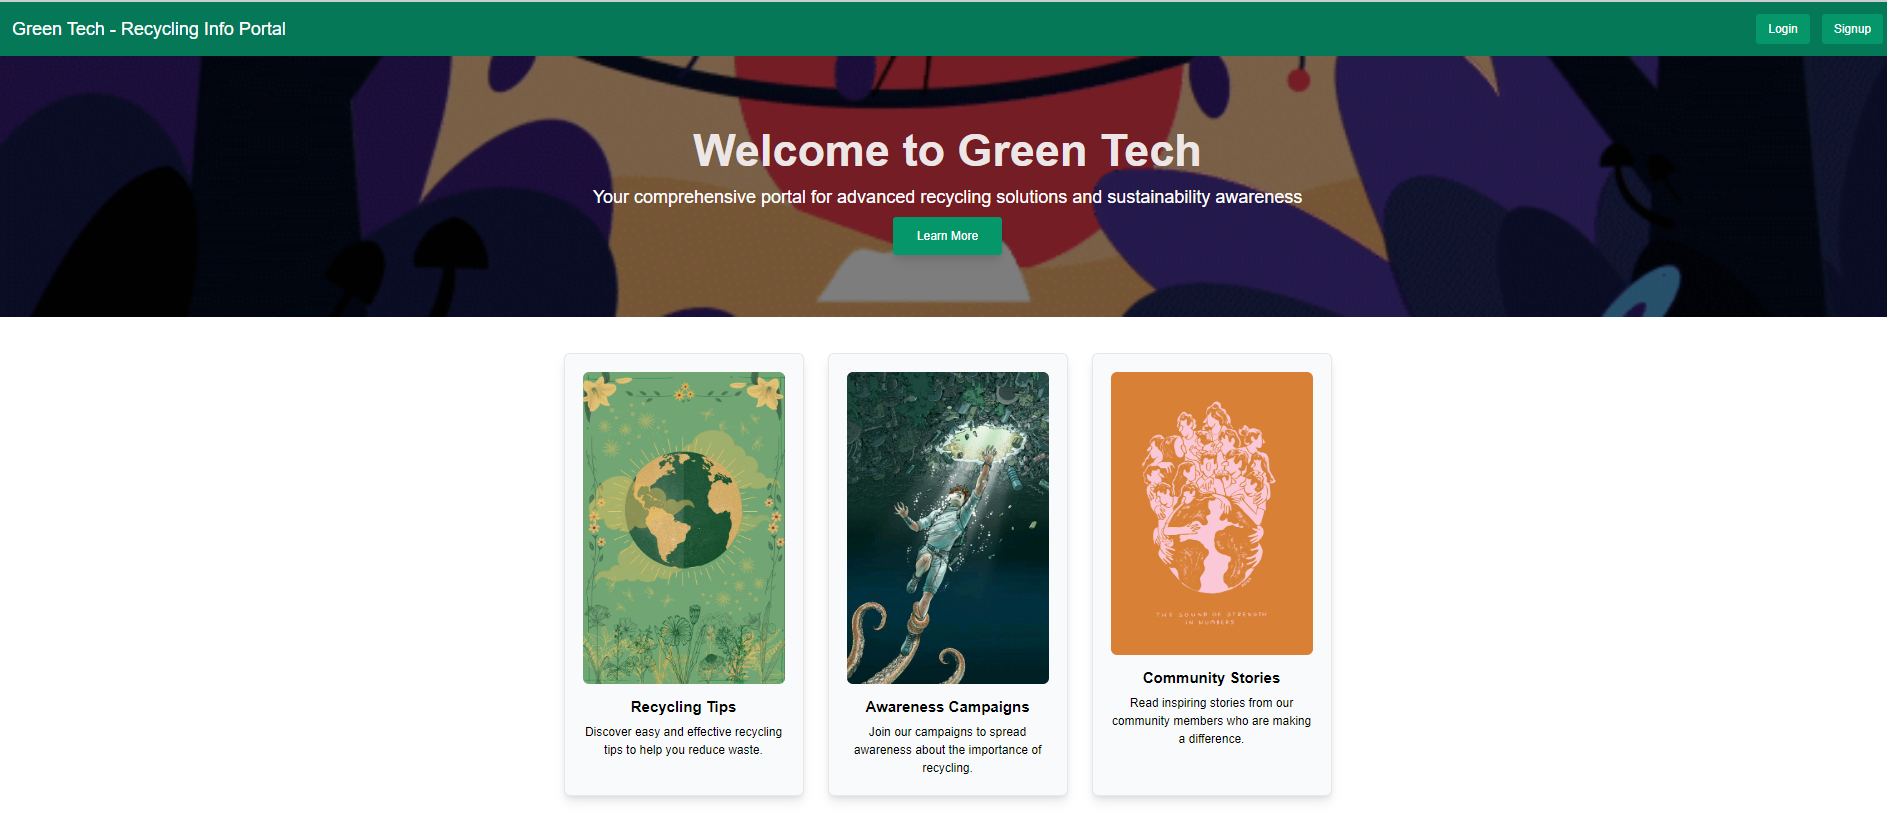 Green Tech - Recycling Info Portal
Login
Signup
Welcome to Green Tech
Your comprehensive portal for advanced recycling solutions and sustainability awareness
Learn More
THE SOUND OF STRENGTH
IN NUMBERS
Recycling Tips
Discover easy and effective recycling
tips to help you reduce waste.
Awareness Campaigns
Join our campaigns to spread
awareness about the importance of
recycling.
Community Stories
Read inspiring stories from our
community members who are making
a difference.